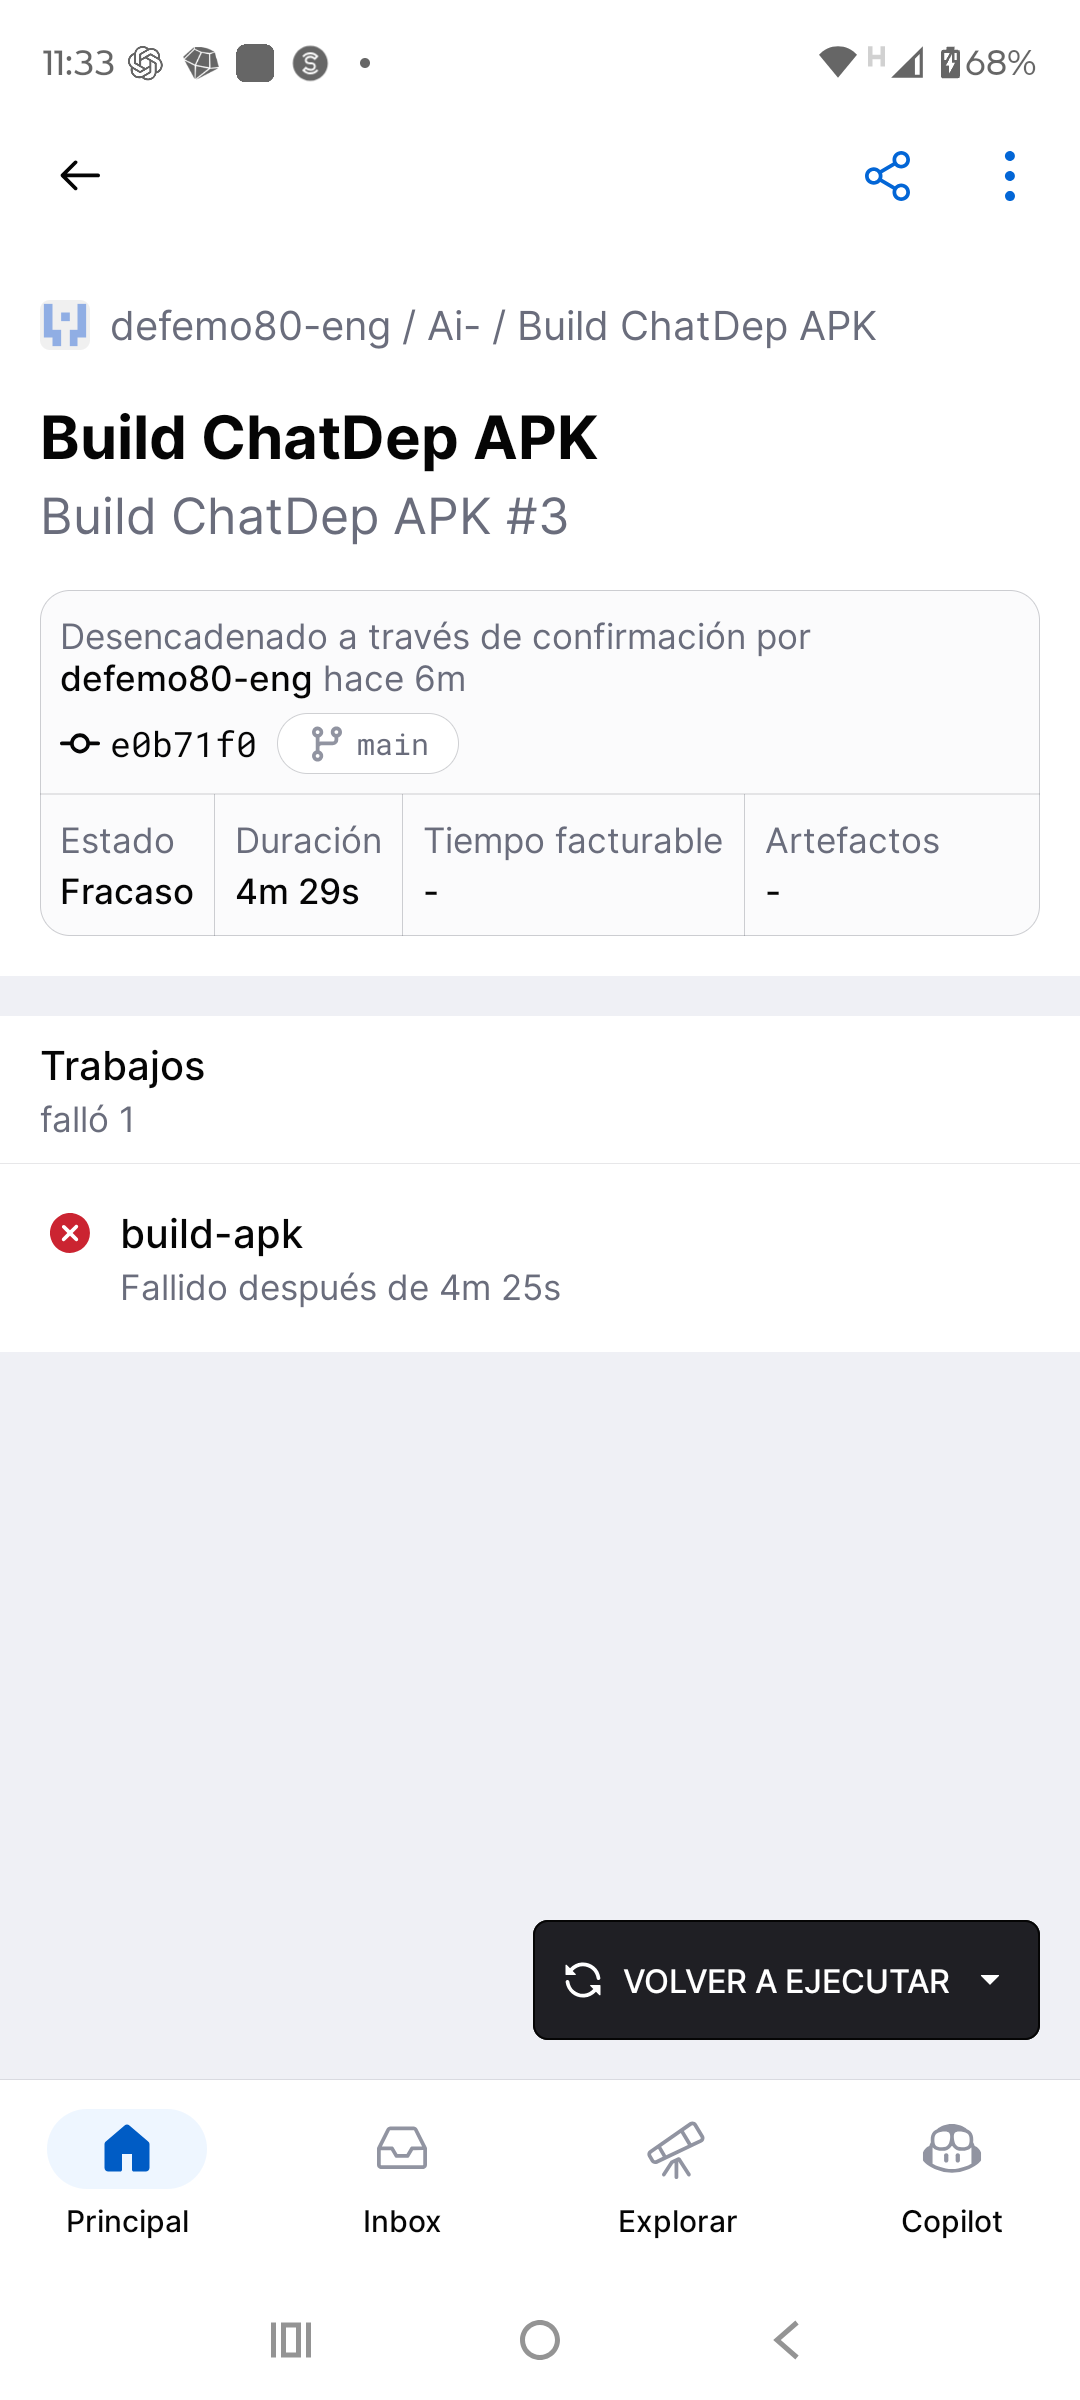 11:33
H
68%
defemo80-eng / Ai- / Build ChatDep APK
Build ChatDep APK
Build ChatDep APK #3
Desencadenado a través de confirmación por
defemo80-eng hace 6m
e0b71f0 main
Estado Duración Tiempo facturable Artefactos
Fracaso 4m 29s - -
Trabajos
falló 1
build-apk
Fallido después de 4m 25s
VOLVER A EJECUTAR
Principal Inbox Explorar Copilot